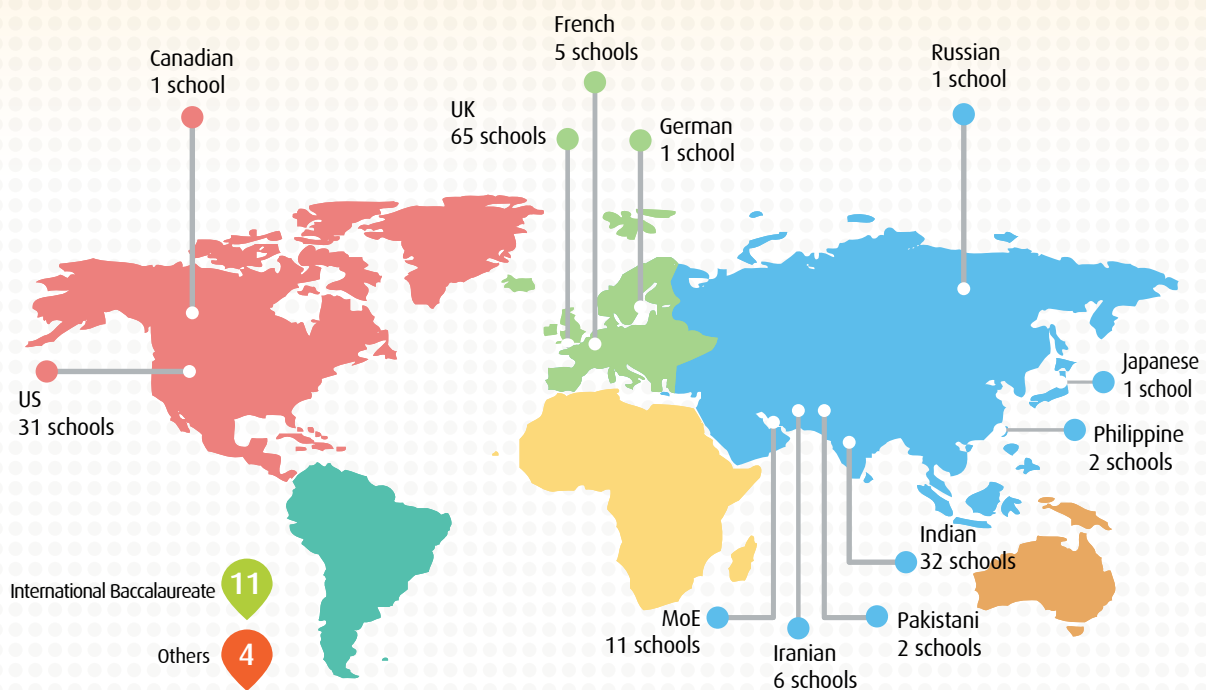 French
5 schools
Canadian
1 school
Russian
1 school
UK
65 schools
German
1 school
Japanese
1 school
US
31 schools
Philippine
2 schools
Indian
32 schools
International Baccalaureate 11
MoE
11 schools
Pakistani
2 schools
Iranian
6 schools
Others 4